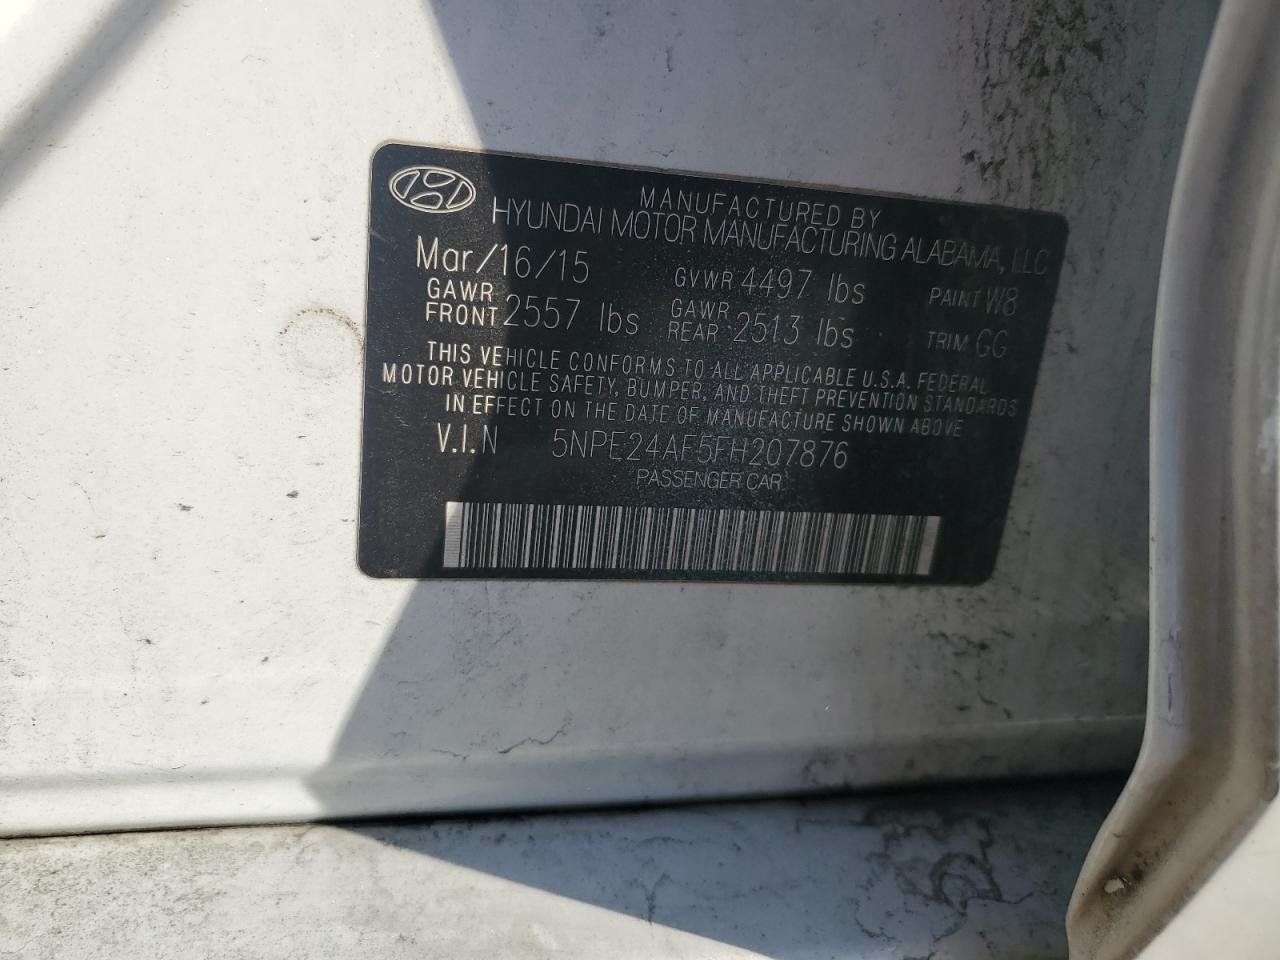 MANUFACTURED BY
HYUNDAI MOTOR MANUFACTURING ALABAMA, LLC
Mar/16/15 GVWR 4497 lbs PAINT W8
GAWR FRONT 2557 lbs GAWR REAR 2513 lbs TRIM GG
THIS VEHICLE CONFORMS TO ALL APPLICABLE U.S.A. FEDERAL
MOTOR VEHICLE SAFETY, BUMPER, AND THEFT PREVENTION STANDARDS
IN EFFECT ON THE DATE OF MANUFACTURE SHOWN ABOVE
V.I.N 5NPE24AF5FH207876
PASSENGER CAR